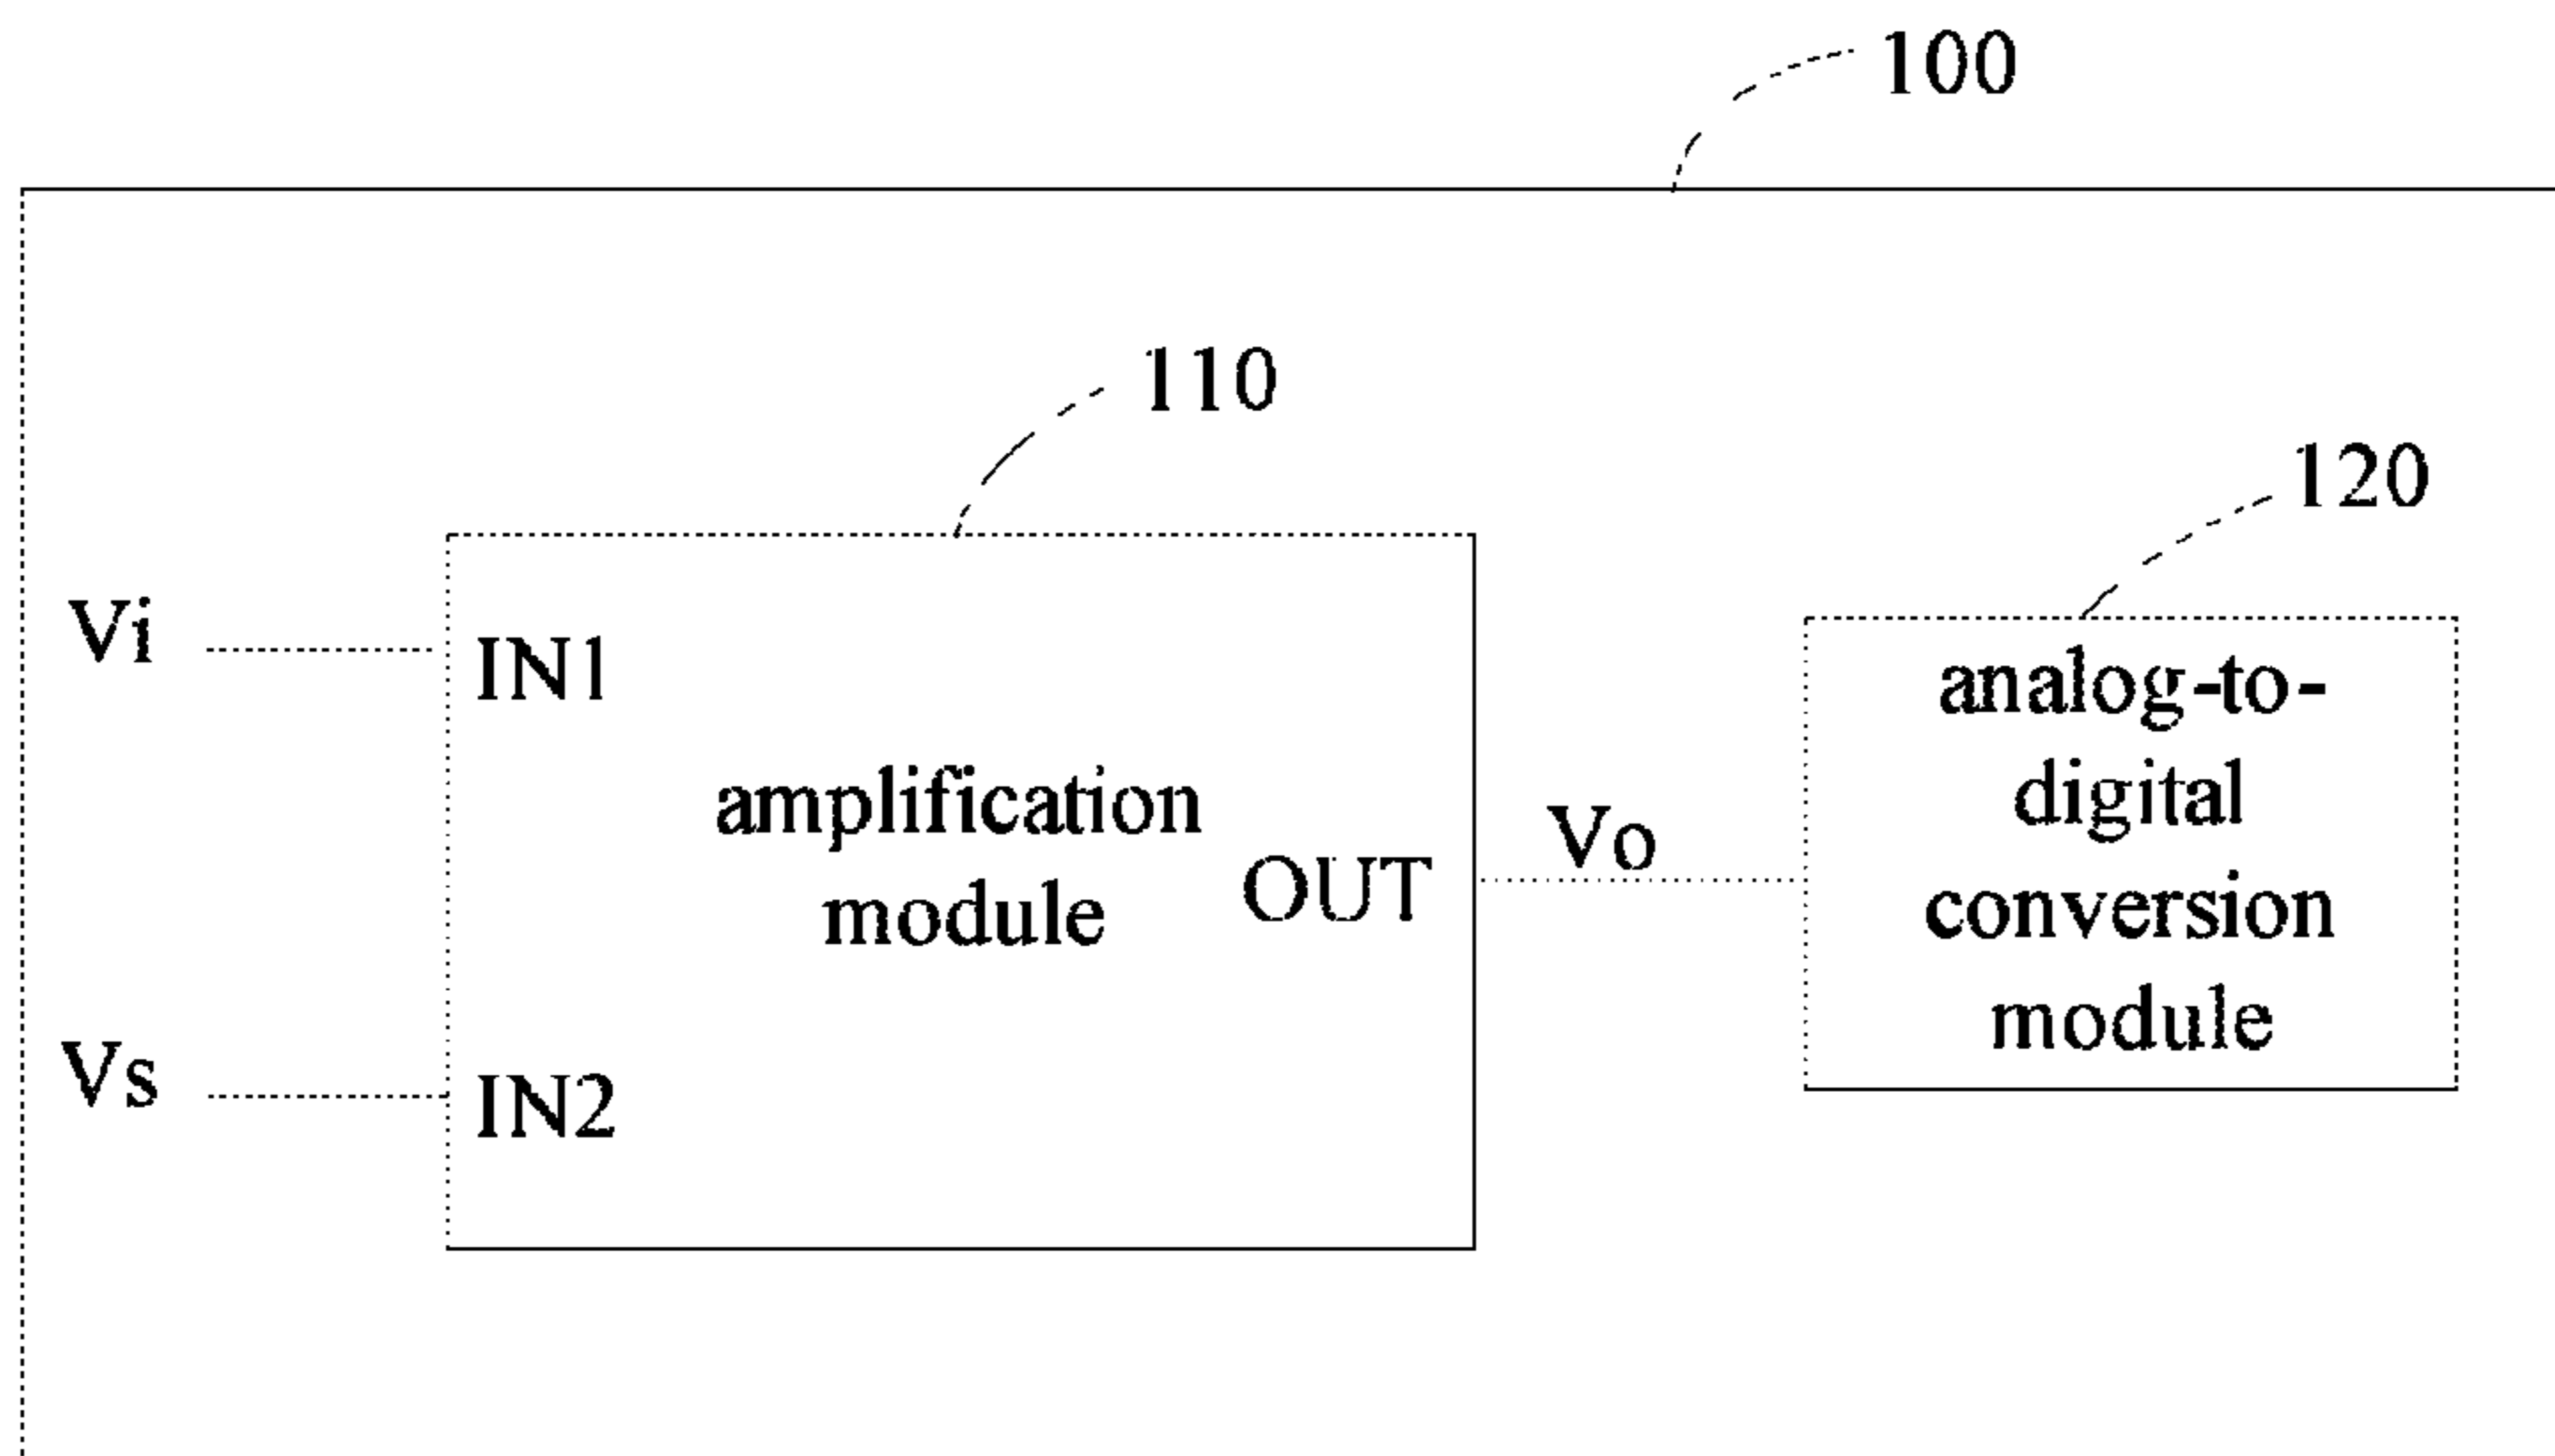 100
110
120
Vi
IN1
amplification
module
OUT
Vo
analog-to-
digital
conversion
module
Vs
IN2